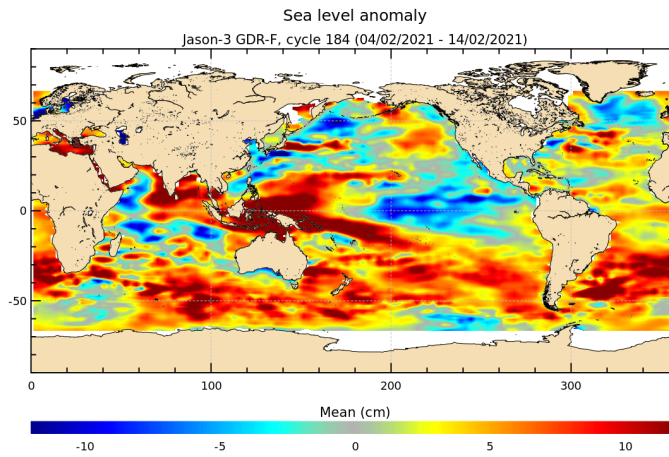 Sea level anomaly
Jason-3 GDR-F, cycle 184 (04/02/2021 - 14/02/2021)
50
0
-50
0 100 200 300
Mean (cm)
-10 -5 0 5 10